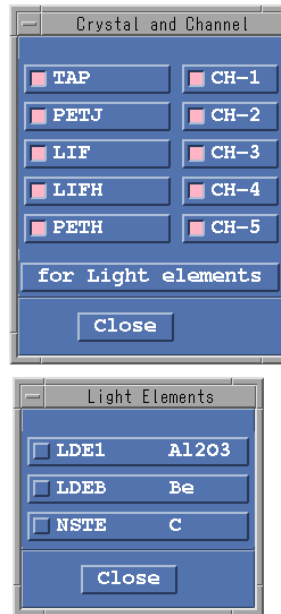 Crystal and Channel
TAP CH-1
PETJ CH-2
LIF CH-3
LIFH CH-4
PETH CH-5
for Light elements
Close
Light Elements
LDE1 Al2O3
LDEB Be
NSTE C
Close